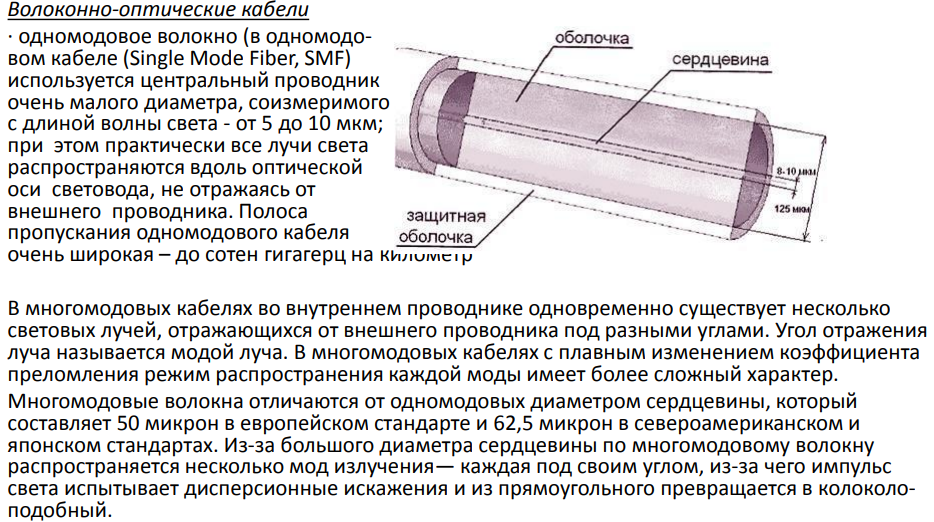 Волоконно-оптические кабели
· одномодовое волокно (в одномодо-
вом кабеле (Single Mode Fiber, SMF)
используется центральный проводник
очень малого диаметра, соизмеримого
с длиной волны света - от 5 до 10 мкм;
при этом практически все лучи света
распространяются вдоль оптической
оси световода, не отражаясь от
внешнего проводника. Полоса
пропускания одномодового кабеля
очень широкая – до сотен гигагерц на километр
оболочка
сердцевина
8-10 мкм
125 мкм
защитная
оболочка
В многомодовых кабелях во внутреннем проводнике одновременно существует несколько
световых лучей, отражающихся от внешнего проводника под разными углами. Угол отражения
луча называется модой луча. В многомодовых кабелях с плавным изменением коэффициента
преломления режим распространения каждой моды имеет более сложный характер.
Многомодовые волокна отличаются от одномодовых диаметром сердцевины, который
составляет 50 микрон в европейском стандарте и 62,5 микрон в североамериканском и
японском стандартах. Из-за большого диаметра сердцевины по многомодовому волокну
распространяется несколько мод излучения— каждая под своим углом, из-за чего импульс
света испытывает дисперсионные искажения и из прямоугольного превращается в колоколо-
подобный.